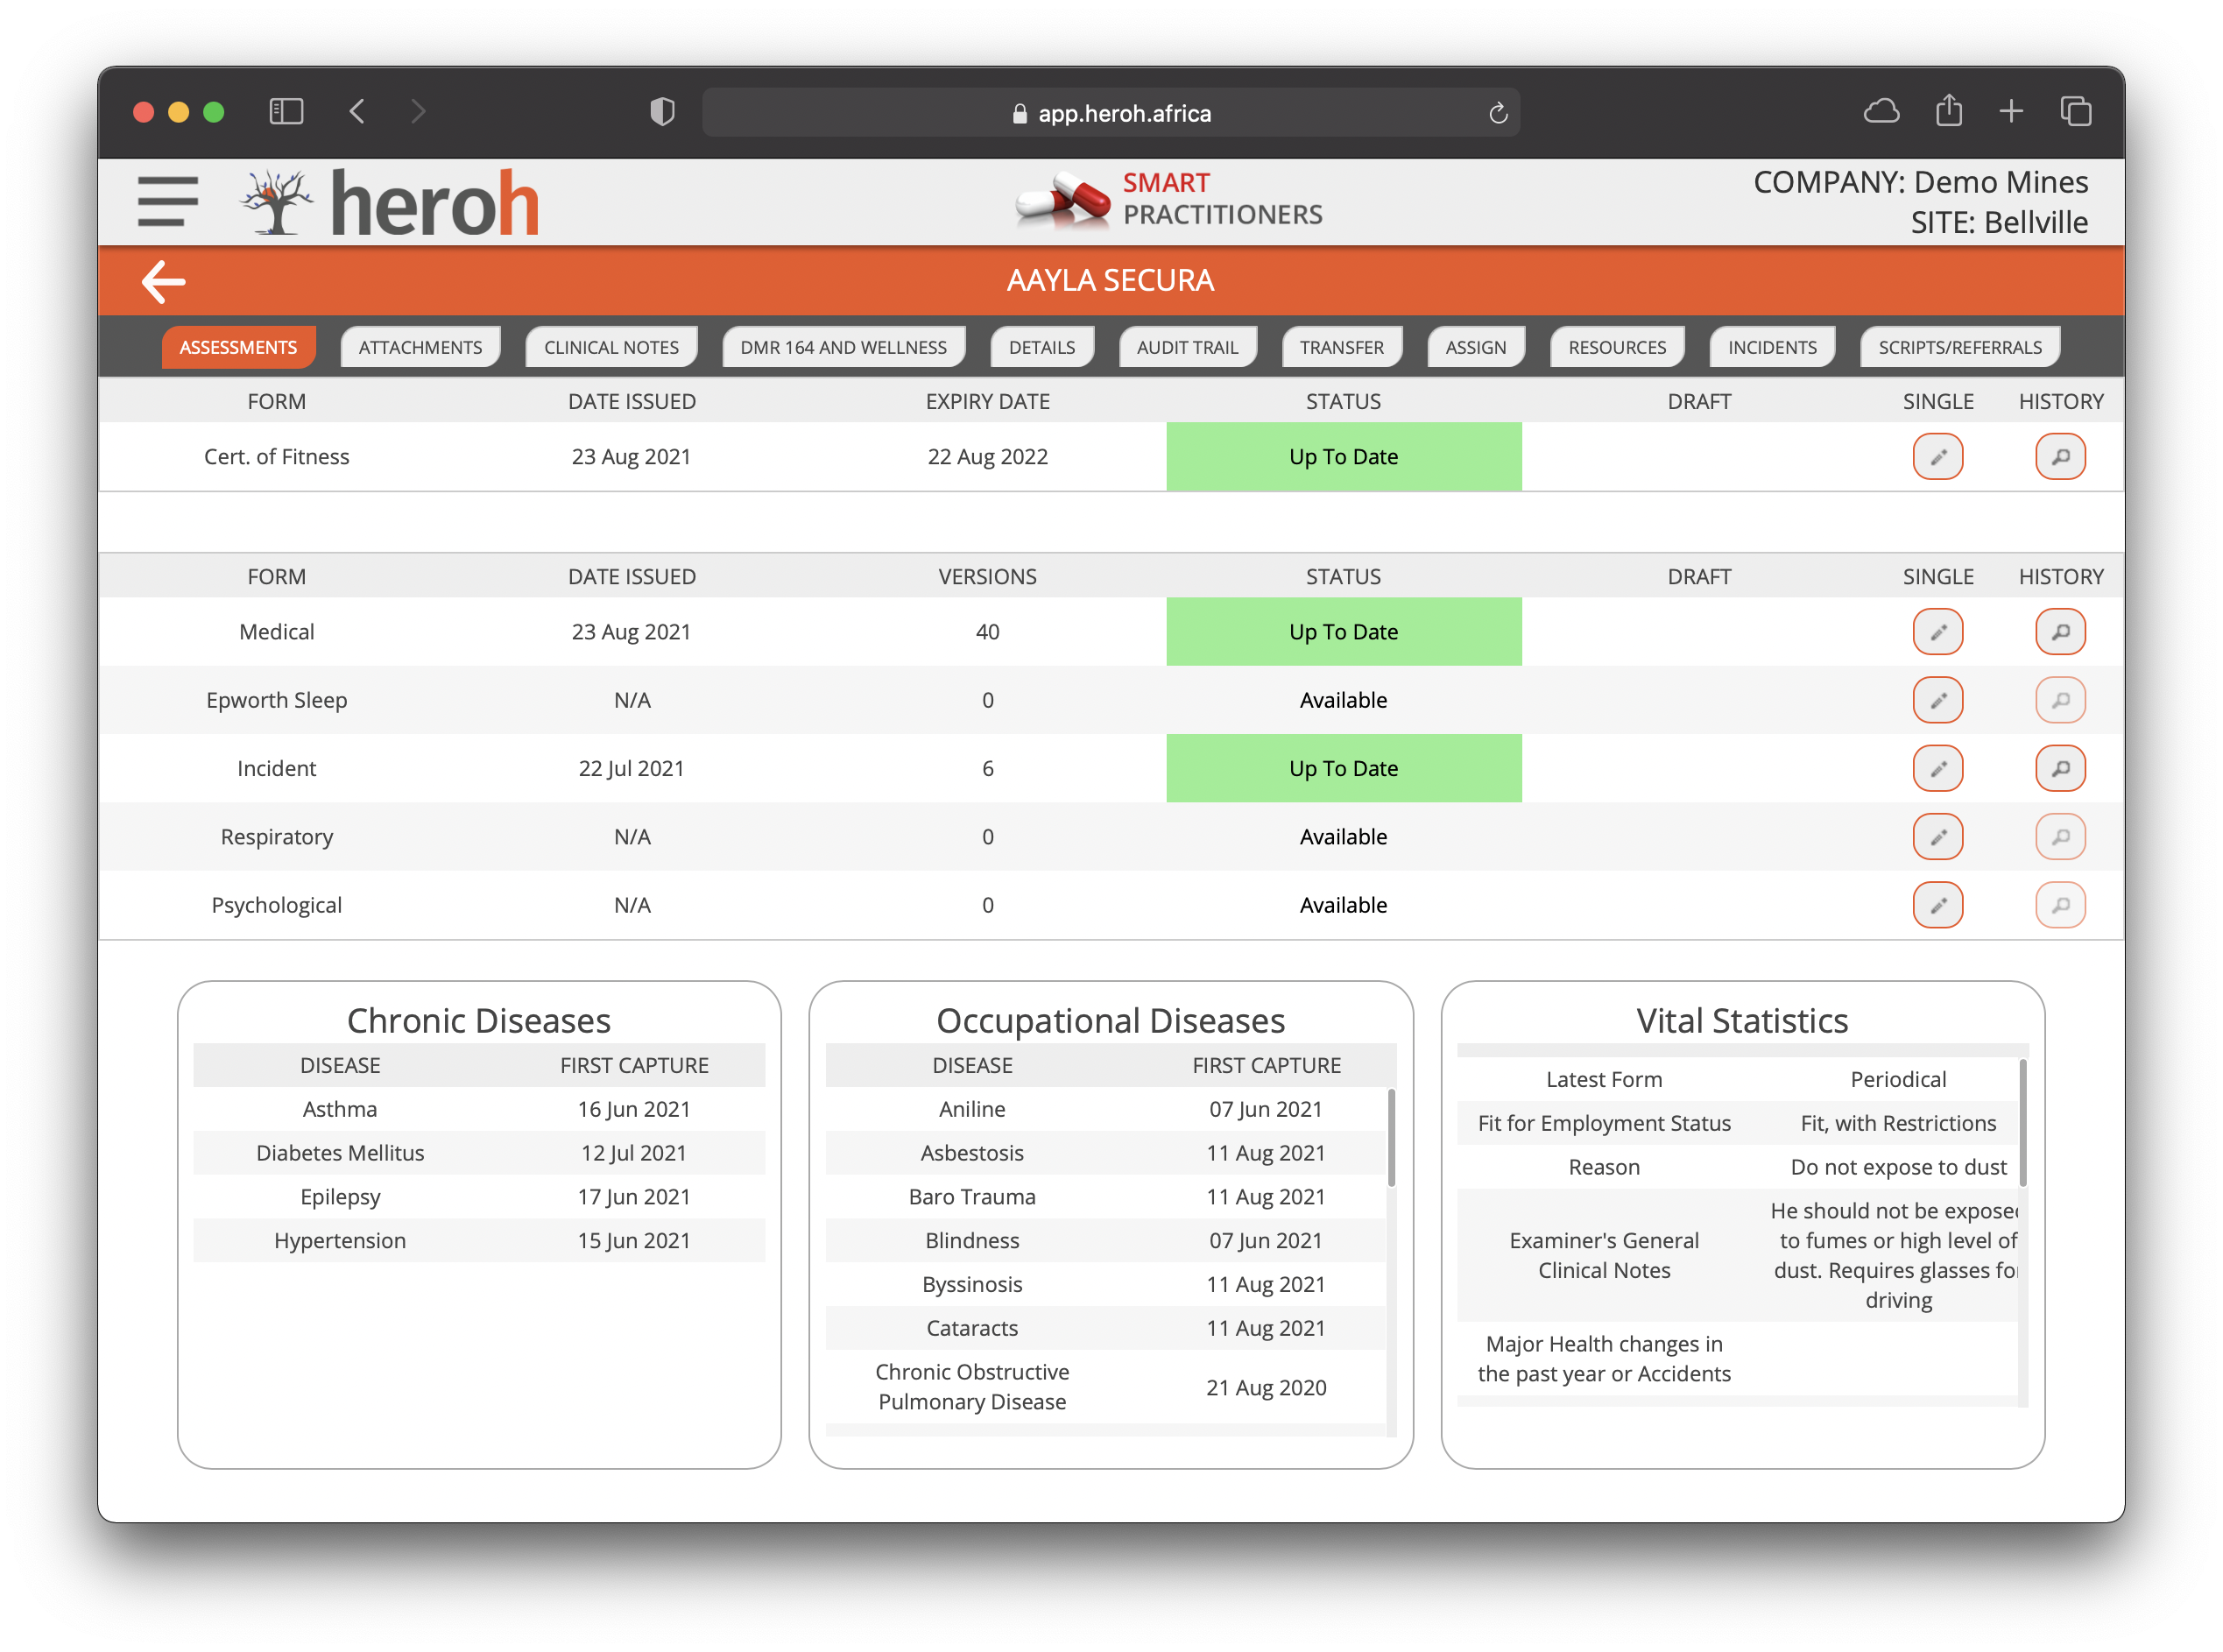 app.heroh.africa
heroh
SMART
PRACTITIONERS
COMPANY: Demo Mines
SITE: Bellville
AAYLA SECURA
ASSESSMENTS ATTACHMENTS CLINICAL NOTES DMR 164 AND WELLNESS DETAILS AUDIT TRAIL TRANSFER ASSIGN RESOURCES INCIDENTS SCRIPTS/REFERRALS
FORM DATE ISSUED EXPIRY DATE STATUS DRAFT SINGLE HISTORY
Cert. of Fitness 23 Aug 2021 22 Aug 2022 Up To Date
FORM DATE ISSUED VERSIONS STATUS DRAFT SINGLE HISTORY
Medical 23 Aug 2021 40 Up To Date
Epworth Sleep N/A 0 Available
Incident 22 Jul 2021 6 Up To Date
Respiratory N/A 0 Available
Psychological N/A 0 Available
Chronic Diseases
DISEASE FIRST CAPTURE
Asthma 16 Jun 2021
Diabetes Mellitus 12 Jul 2021
Epilepsy 17 Jun 2021
Hypertension 15 Jun 2021
Occupational Diseases
DISEASE FIRST CAPTURE
Aniline 07 Jun 2021
Asbestosis 11 Aug 2021
Baro Trauma 11 Aug 2021
Blindness 07 Jun 2021
Byssinosis 11 Aug 2021
Cataracts 11 Aug 2021
Chronic Obstructive
Pulmonary Disease 21 Aug 2020
Vital Statistics
Latest Form Periodical
Fit for Employment Status Fit, with Restrictions
Reason Do not expose to dust
Examiner's General
Clinical Notes
He should not be exposed
to fumes or high level of
dust. Requires glasses for
driving
Major Health changes in
the past year or Accidents